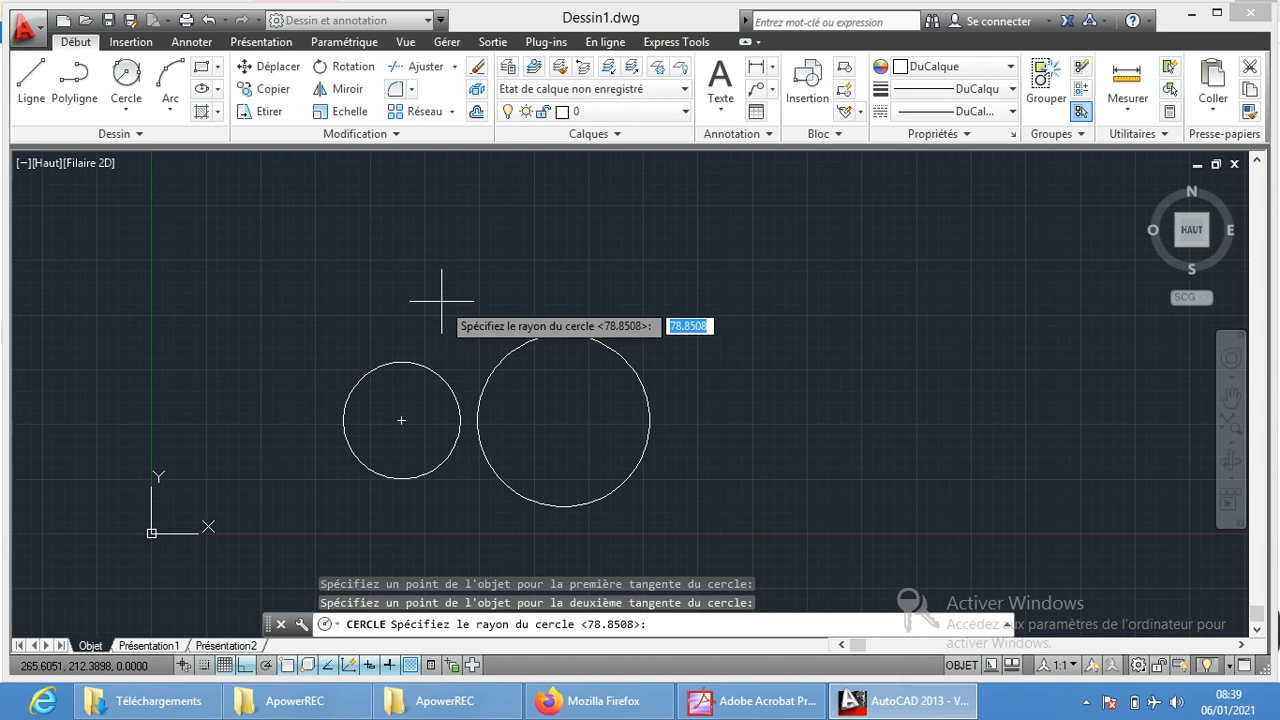 Dessin et annotation
Dessin1.dwg
Entrez mot-clé ou expression
Se connecter
Début
Insertion
Annoter
Présentation
Paramétrique
Vue
Gérer
Sortie
Plug-ins
En ligne
Express Tools
Ligne
Polyligne
Cercle
Arc
Déplacer
Rotation
Ajuster
Copier
Miroir
Etirer
Echelle
Réseau
Etat de calque non enregistré
0
Texte
Insertion
DuCalque
DuCalqu
DuCal...
Grouper
Mesurer
Coller
Dessin
Modification
Calques
Annotation
Bloc
Propriétés
Groupes
Utilitaires
Presse-papiers
[−][Haut][Filaire 2D]
N
O
HAUT
E
S
SCG
Spécifiez le rayon du cercle <78.8508>:
78.8508
Y
X
Spécifiez un point de l'objet pour la première tangente du cercle:
Spécifiez un point de l'objet pour la deuxième tangente du cercle:
CERCLE Spécifiez le rayon du cercle <78.8508>:
Activer Windows
Accédez aux paramètres de l'ordinateur pour
activer Windows.
Objet
Présentation1
Présentation2
265.6051, 212.3898, 0.0000
OBJET
1:1
Téléchargements
ApowerREC
ApowerREC
Mozilla Firefox
Adobe Acrobat Pr...
AutoCAD 2013 - V...
08:39
06/01/2021